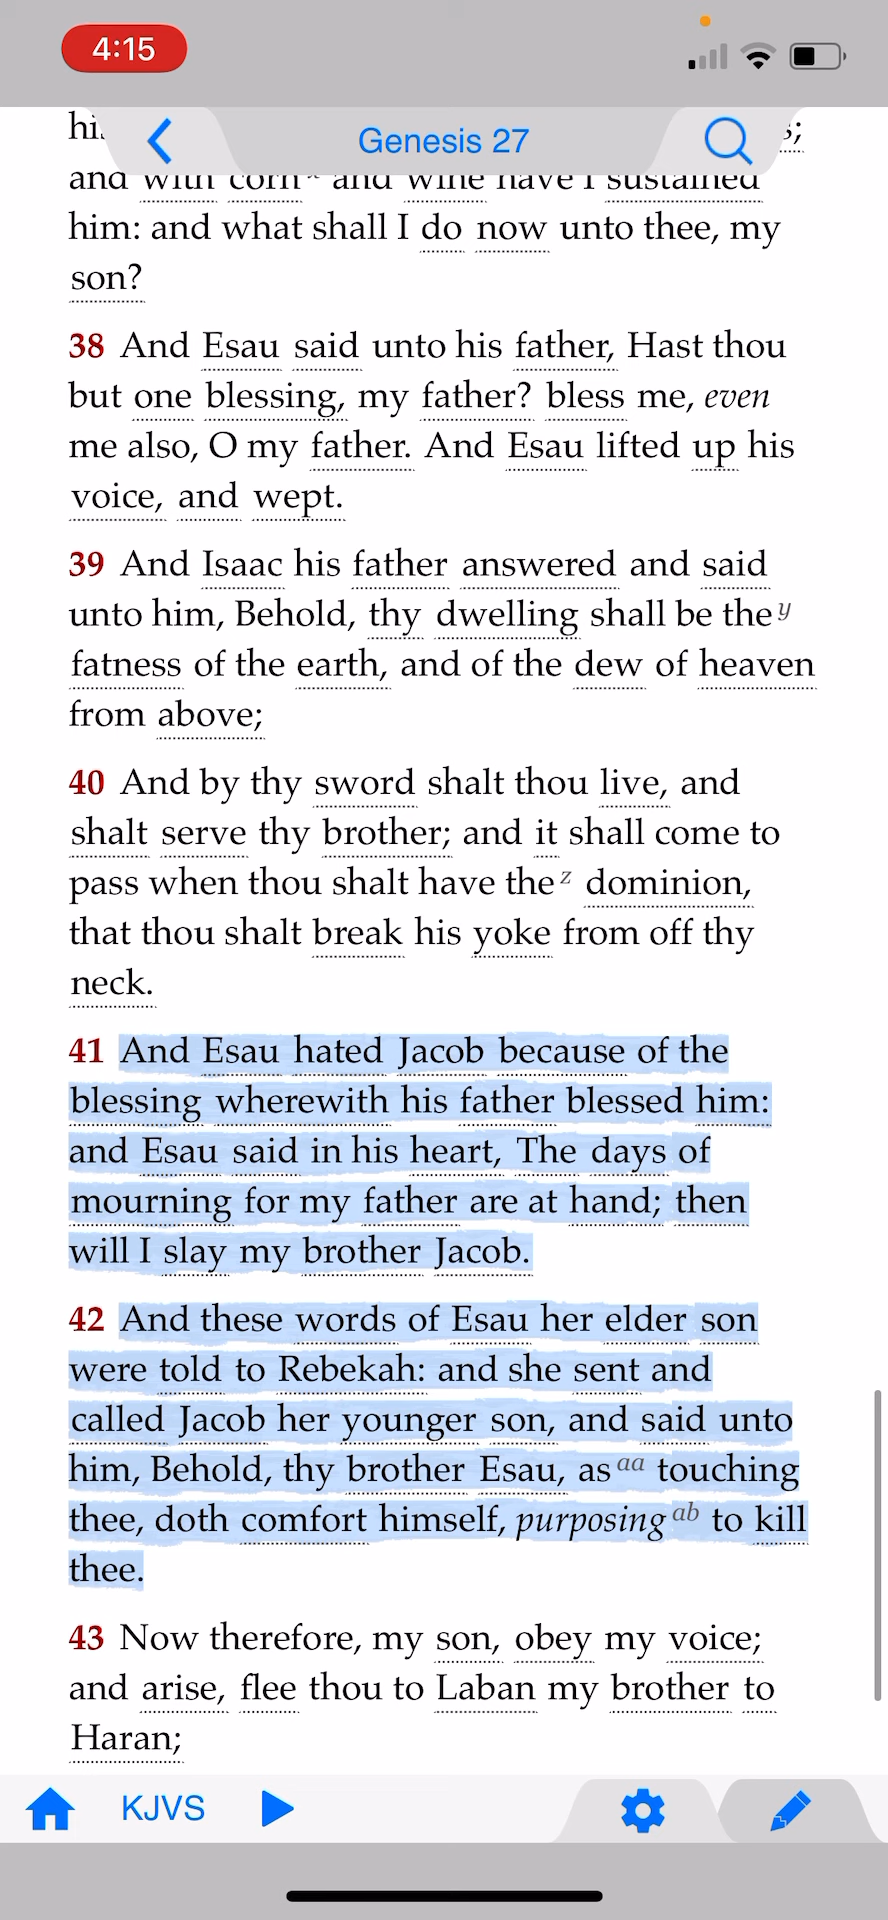 4:15
his
Genesis 27
s;
and with corn x and wine have I sustained
him: and what shall I do now unto thee, my
son?
38 And Esau said unto his father, Hast thou
but one blessing, my father? bless me, even
me also, O my father. And Esau lifted up his
voice, and wept.
39 And Isaac his father answered and said
unto him, Behold, thy dwelling shall be the y
fatness of the earth, and of the dew of heaven
from above;
40 And by thy sword shalt thou live, and
shalt serve thy brother; and it shall come to
pass when thou shalt have the z dominion,
that thou shalt break his yoke from off thy
neck.
41 And Esau hated Jacob because of the
blessing wherewith his father blessed him:
and Esau said in his heart, The days of
mourning for my father are at hand; then
will I slay my brother Jacob.
42 And these words of Esau her elder son
were told to Rebekah: and she sent and
called Jacob her younger son, and said unto
him, Behold, thy brother Esau, as aa touching
thee, doth comfort himself, purposing ab to kill
thee.
43 Now therefore, my son, obey my voice;
and arise, flee thou to Laban my brother to
Haran;
KJVS